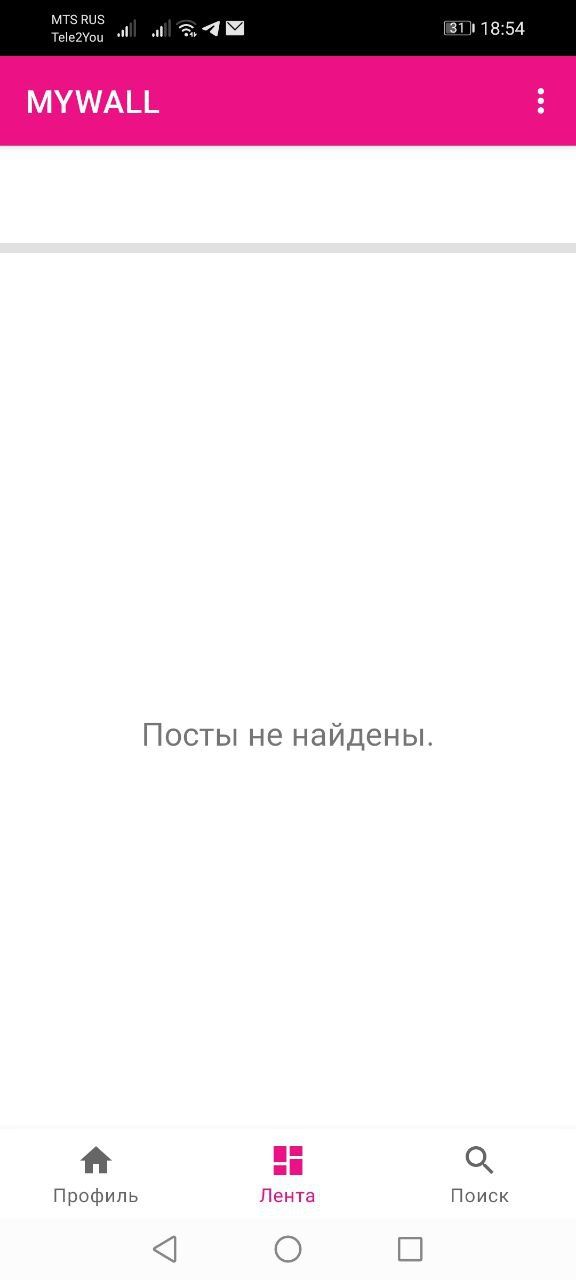 MTS RUS
Tele2You
31 18:54
MYWALL
Посты не найдены.
Профиль Лента Поиск